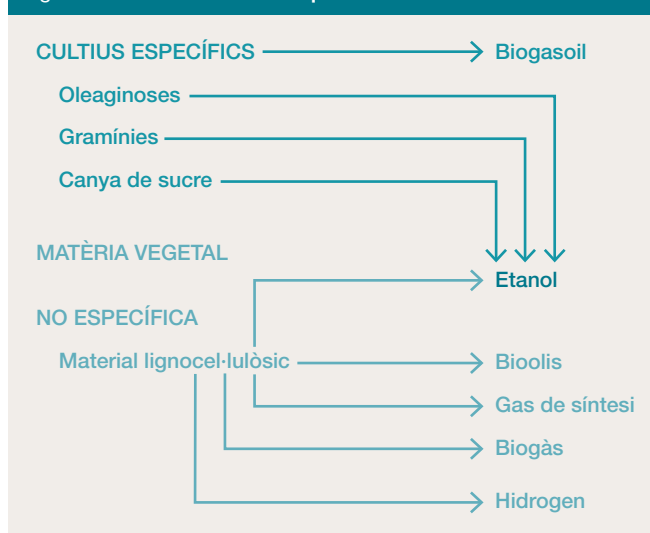 CULTIUS ESPECÍFICS
Biogasoil
Oleaginoses
Gramínies
Canya de sucre
MATÈRIA VEGETAL
Etanol
NO ESPECÍFICA
Material lignocel·lulòsic
Bioolis
Gas de síntesi
Biogàs
Hidrogen